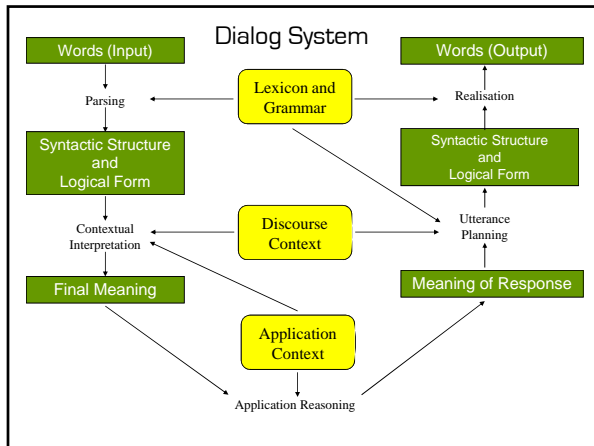 Dialog System
Words (Input)
Parsing
Syntactic Structure
and
Logical Form
Contextual
Interpretation
Final Meaning
Lexicon and
Grammar
Discourse
Context
Application
Context
Application Reasoning
Words (Output)
Realisation
Syntactic Structure
and
Logical Form
Utterance
Planning
Meaning of Response